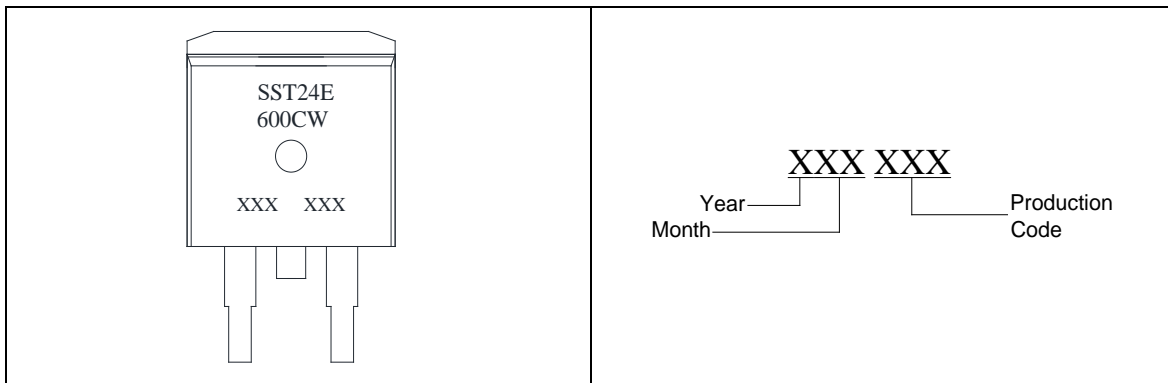 SST24E
600CW
XXX XXX
XXX XXX
Year
Month
Production
Code